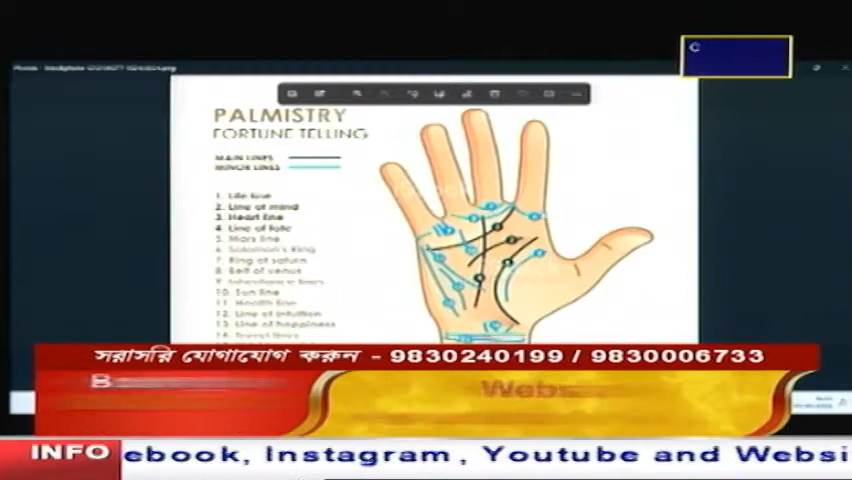 C
PALMISTRY
FORTUNE TELLING
MAIN LINES
MINOR LINES
1. Life line
2. Line of mind
3. Heart line
4. Line of fate
5. Mars line
6. Solomon's Ring
7. Ring of saturn
8. Belt of venus
10. Sun line
11. Health line
12. Line of intuition
13. Line of happiness
14. Travel lines
সরাসরি যোগাযোগ করুন - 9830240199 / 9830006733
INFO ebook, Instagram, Youtube and Websi